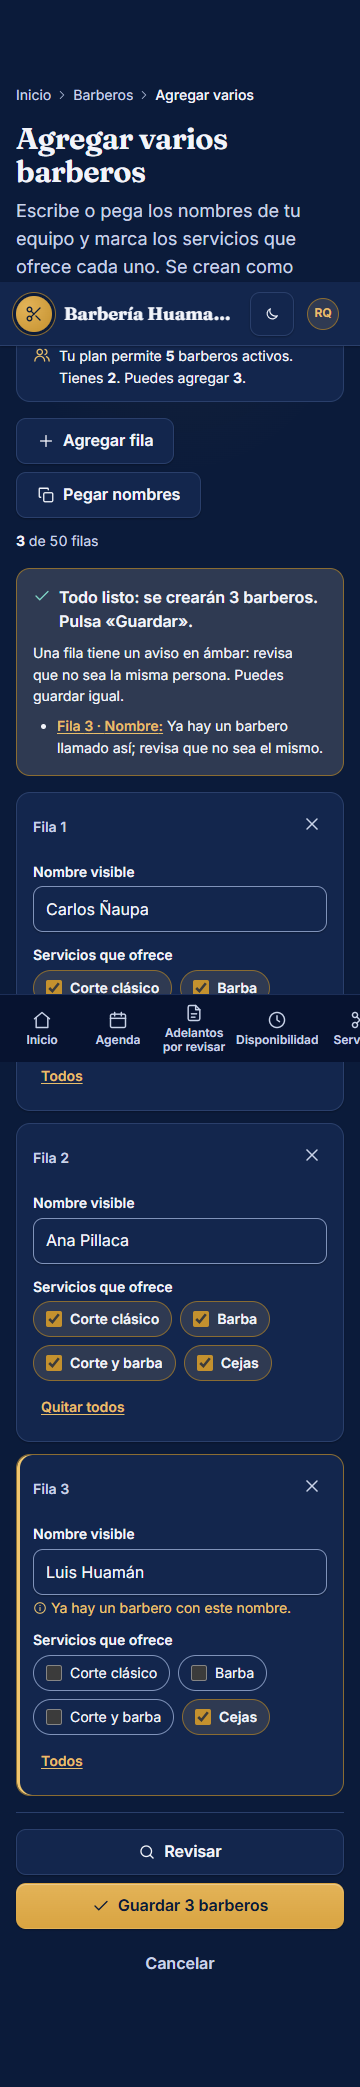 Inicio > Barberos > Agregar varios
Agregar varios
barberos
Escribe o pega los nombres de tu
equipo y marca los servicios que
ofrece cada uno. Se crean como
Barbería Huama...
RQ
Tu plan permite 5 barberos activos.
Tienes 2. Puedes agregar 3.
Agregar fila
Pegar nombres
3 de 50 filas
Todo listo: se crearán 3 barberos.
Pulsa «Guardar».
Una fila tiene un aviso en ámbar: revisa
que no sea la misma persona. Puedes
guardar igual.
• Fila 3 · Nombre: Ya hay un barbero
llamado así; revisa que no sea el mismo.
Fila 1
Nombre visible
Carlos Ñaupa
Servicios que ofrece
Corte clásico
Barba
Inicio
Agenda
Adelantos
por revisar
Disponibilidad
Serv
Todos
Fila 2
Nombre visible
Ana Pillaca
Servicios que ofrece
Corte clásico
Barba
Corte y barba
Cejas
Quitar todos
Fila 3
Nombre visible
Luis Huamán
Ya hay un barbero con este nombre.
Servicios que ofrece
Corte clásico
Barba
Corte y barba
Cejas
Todos
Revisar
Guardar 3 barberos
Cancelar